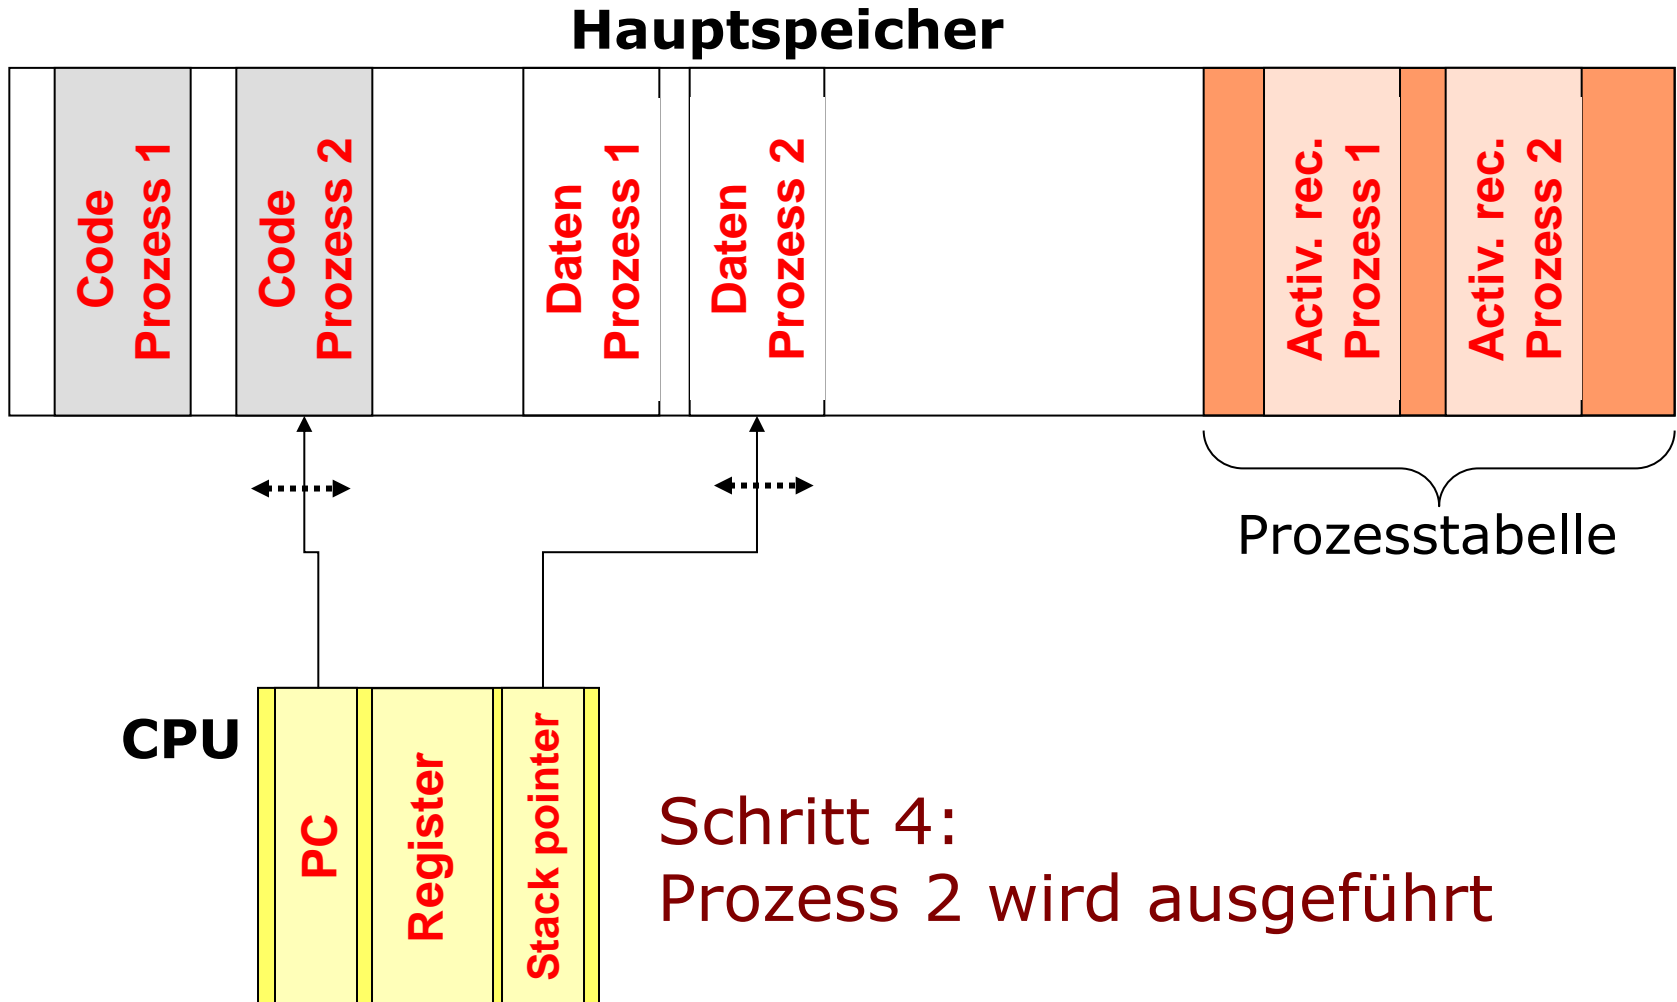 Hauptspeicher
Code
Prozess 1
Code
Prozess 2
Daten
Prozess 1
Daten
Prozess 2
Activ. rec.
Prozess 1
Activ. rec.
Prozess 2
Prozesstabelle
CPU
PC
Register
Stack pointer
Schritt 4:
Prozess 2 wird ausgeführt